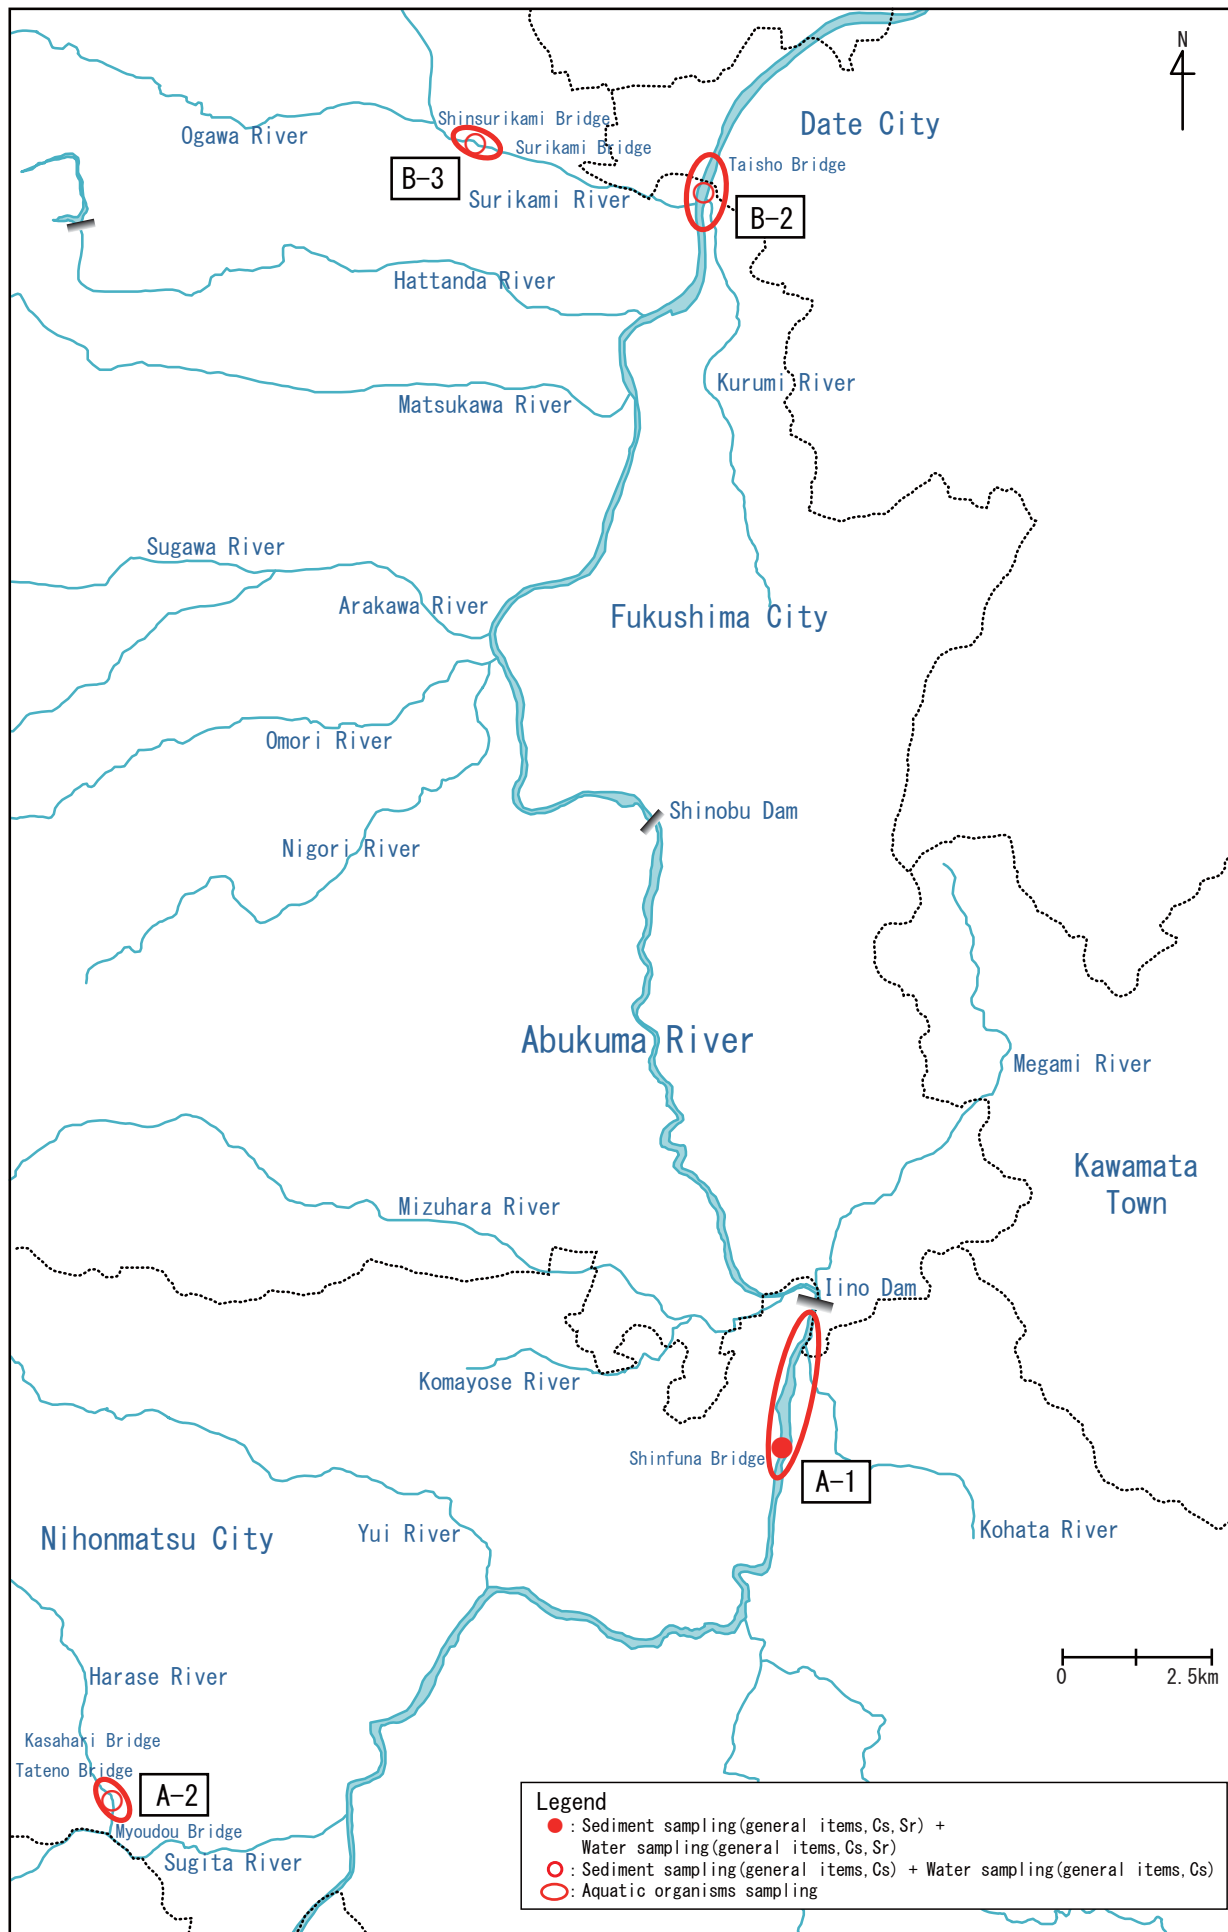 N
Date City
Shinsurikami Bridge
Ogawa River
Surikami Bridge
Taisho Bridge
B-3
Surikami River
B-2
Hattanda River
Kurumi River
Matsukawa River
Sugawa River
Arakawa River
Fukushima City
Omori River
Shinobu Dam
Nigori River
Abukuma River
Megami River
Kawamata
Town
Mizuhara River
Iino Dam
Komayose River
Shinfuna Bridge
A-1
Kohata River
Yui River
Nihonmatsu City
Harase River
0 2.5km
Kasahari Bridge
Tateno Bridge
A-2
Myoudou Bridge
Sugita River
Legend
: Sediment sampling(general items,Cs,Sr) +
Water sampling(general items,Cs,Sr)
: Sediment sampling(general items,Cs) + Water sampling(general items,Cs)
: Aquatic organisms sampling